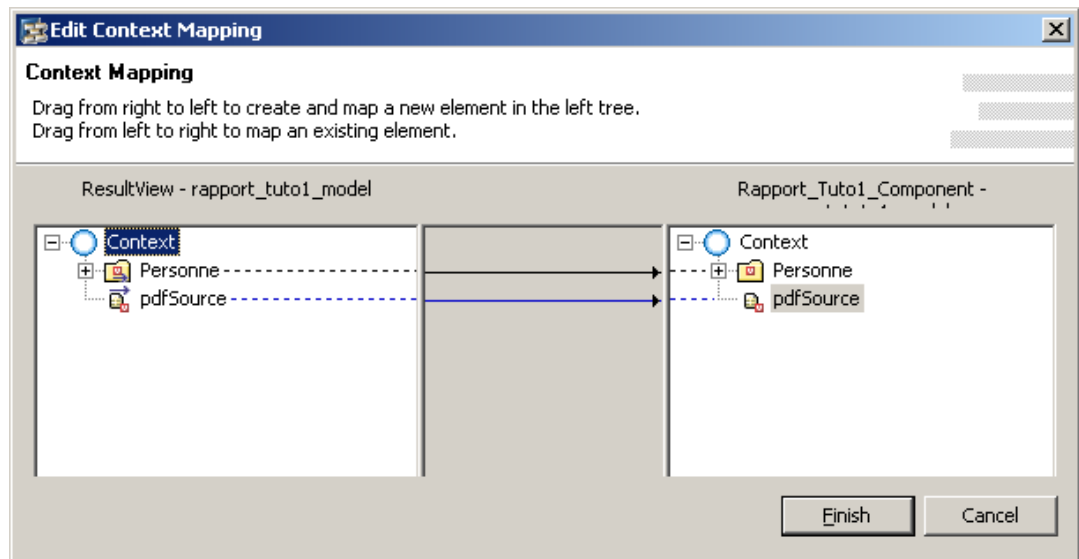 Edit Context Mapping
Context Mapping
Drag from right to left to create and map a new element in the left tree.
Drag from left to right to map an existing element.
ResultView - rapport_tuto1_model
Rapport_Tuto1_Component -
Context
Personne
pdfSource
Context
Personne
pdfSource
Finish
Cancel